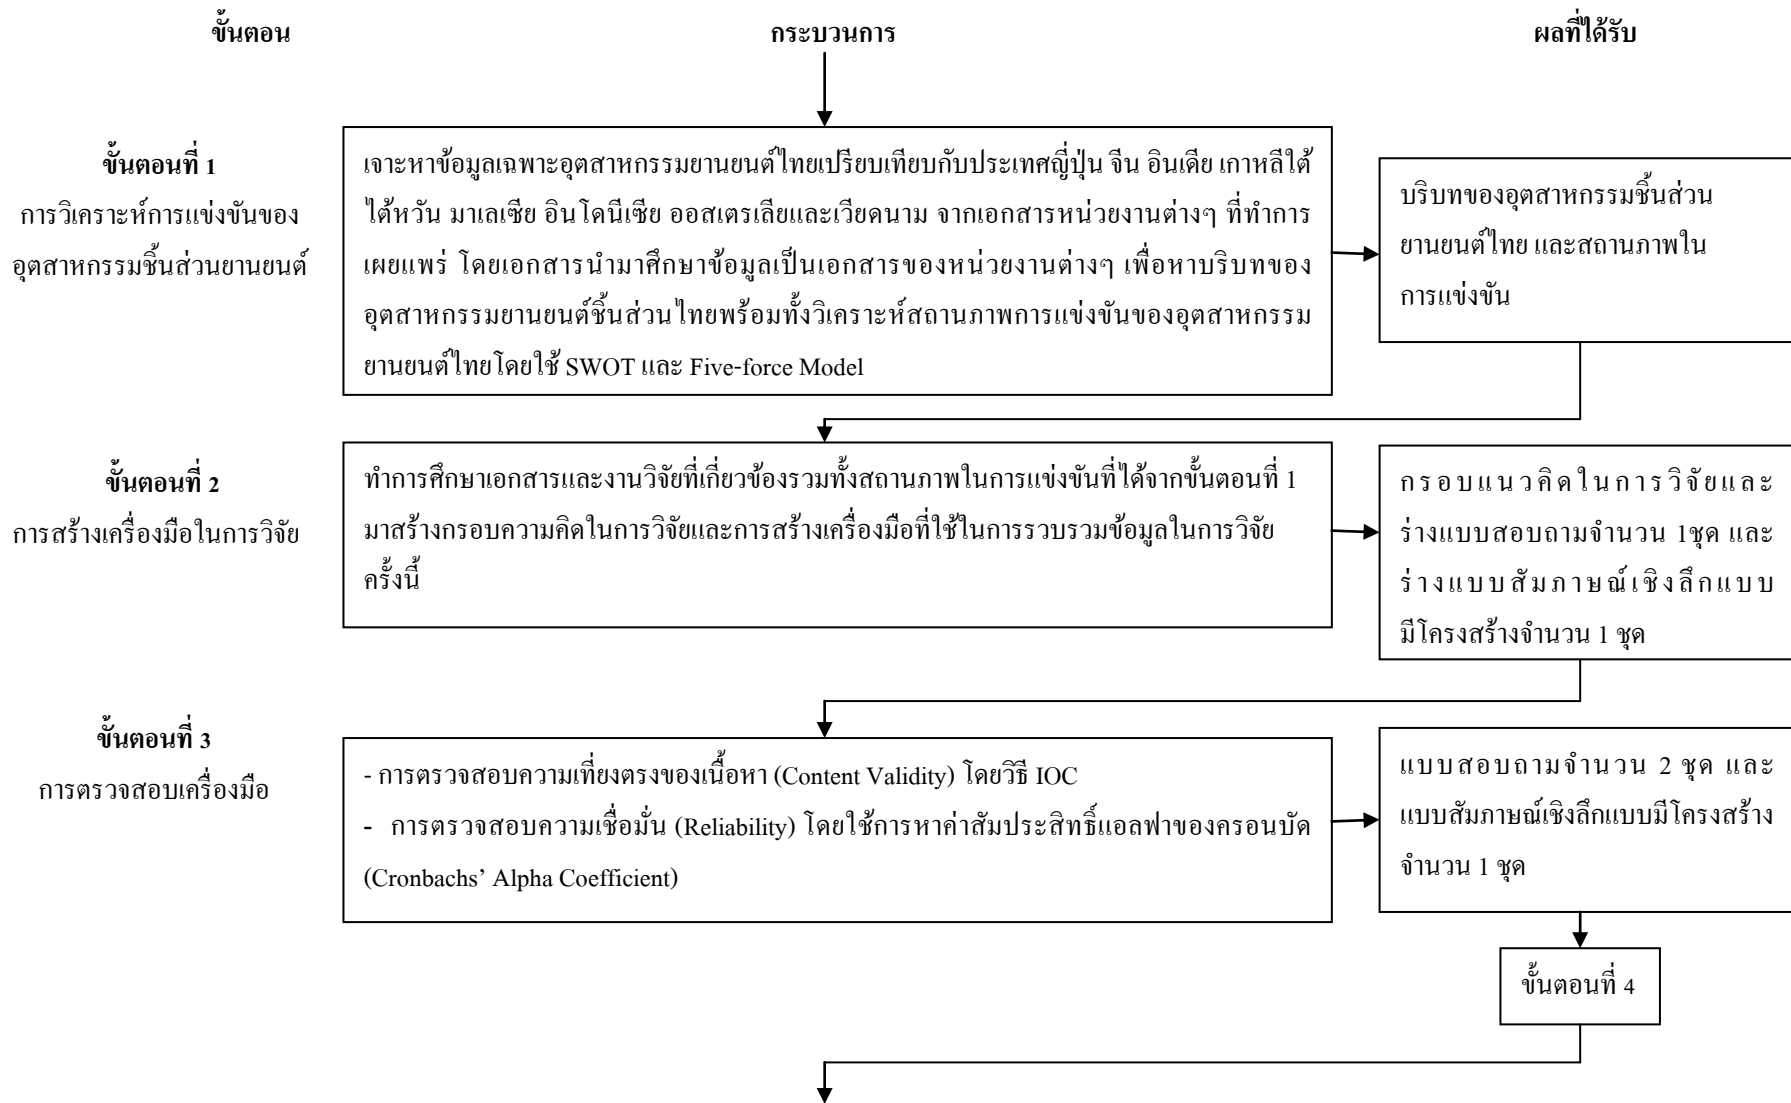 ขั้นตอน
กระบวนการ
ผลที่ได้รับ
ขั้นตอนที่ 1
การวิเคราะห์การแข่งขันของ
อุตสาหกรรมชิ้นส่วนยานยนต์
เจาะหาข้อมูลเฉพาะอุตสาหกรรมยานยนต์ไทยเปรียบเทียบกับประเทศญี่ปุ่น จีน อินเดีย เกาหลีใต้
ไต้หวัน มาเลเซีย อินโดนีเซีย ออสเตรเลียและเวียดนาม จากเอกสารหน่วยงานต่างๆ ที่ทำการ
เผยแพร่ โดยเอกสารนำมาศึกษาข้อมูลเป็นเอกสารของหน่วยงานต่างๆ เพื่อหาบริบทของ
อุตสาหกรรมยานยนต์ชิ้นส่วนไทยพร้อมทั้งวิเคราะห์สถานภาพการแข่งขันของอุตสาหกรรม
ยานยนต์ไทยโดยใช้ SWOT และ Five-force Model
บริบทของอุตสาหกรรมชิ้นส่วน
ยานยนต์ไทย และสถานภาพใน
การแข่งขัน
ขั้นตอนที่ 2
การสร้างเครื่องมือในการวิจัย
ทำการศึกษาเอกสารและงานวิจัยที่เกี่ยวข้องรวมทั้งสถานภาพในการแข่งขันที่ได้จากขั้นตอนที่ 1
มาสร้างกรอบความคิดในการวิจัยและการสร้างเครื่องมือที่ใช้ในการรวบรวมข้อมูลในการวิจัย
ครั้งนี้
กรอบแนวคิดในการวิจัยและ
ร่างแบบสอบถามจำนวน 1ชุด และ
ร่างแบบสัมภาษณ์เชิงลึกแบบ
มีโครงสร้างจำนวน 1 ชุด
ขั้นตอนที่ 3
การตรวจสอบเครื่องมือ
- การตรวจสอบความเที่ยงตรงของเนื้อหา (Content Validity) โดยวิธี IOC
- การตรวจสอบความเชื่อมั่น (Reliability) โดยใช้การหาค่าสัมประสิทธิ์แอลฟาของครอนบัด
(Cronbachs’ Alpha Coefficient)
แบบสอบถามจำนวน 2 ชุด และ
แบบสัมภาษณ์เชิงลึกแบบมีโครงสร้าง
จำนวน 1 ชุด
ขั้นตอนที่ 4